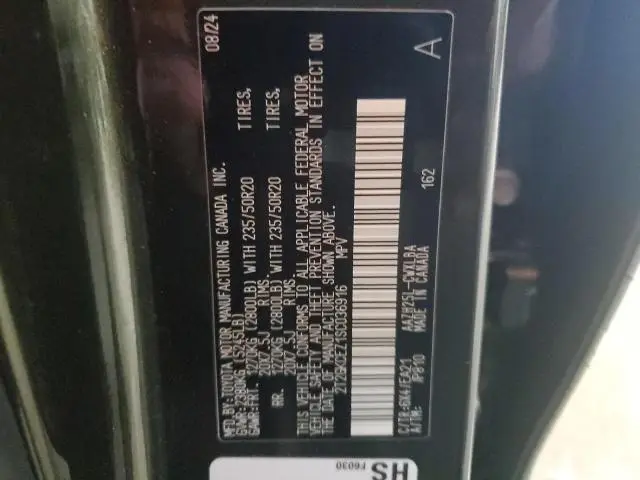 MFD.BY:TOYOTA MOTOR MANUFACTURING CANADA INC. 08/24
GVWR:2380KG (5245LB)
GAWR:FRT. 1270KG (2800LB) WITH 235/50R20 TIRES,
20X7.5J RIMS
RR. 1270KG (2800LB) WITH 235/50R20 TIRES,
20X7.5J RIMS
THIS VEHICLE CONFORMS TO ALL APPLICABLE FEDERAL MOTOR
VEHICLE SAFETY AND THEFT PREVENTION STANDARDS IN EFFECT ON
THE DATE OF MANUFACTURE SHOWN ABOVE.
MPV
162 A
AAZH25L-CWXLBA
MADE IN CANADA
HS
F6030